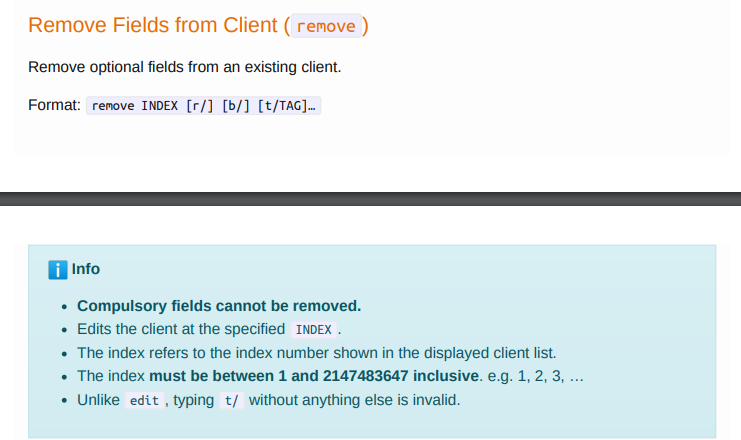 Remove Fields from Client (remove)
Remove optional fields from an existing client.
Format: remove INDEX [r/] [b/] [t/TAG]…
Info
• Compulsory fields cannot be removed.
• Edits the client at the specified INDEX.
• The index refers to the index number shown in the displayed client list.
• The index must be between 1 and 2147483647 inclusive. e.g. 1, 2, 3, …
• Unlike edit, typing t/ without anything else is invalid.